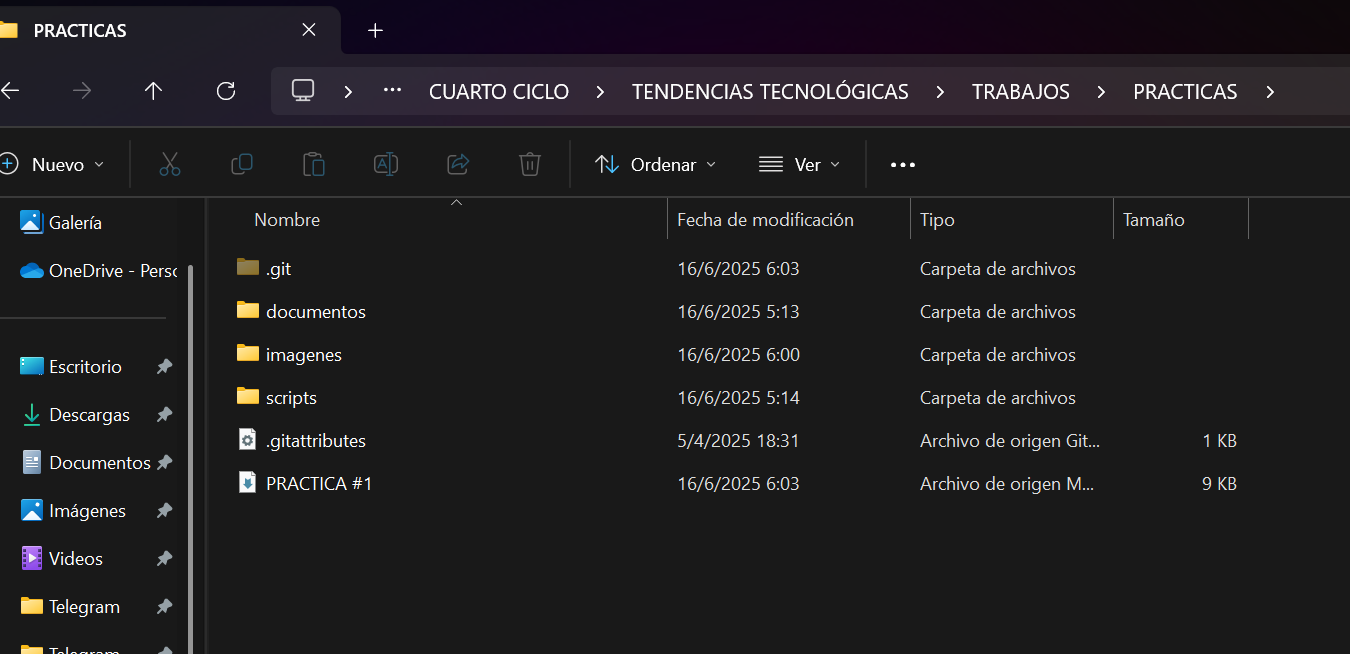 PRACTICAS
CUARTO CICLO > TENDENCIAS TECNOLÓGICAS > TRABAJOS > PRACTICAS >
Nuevo Ordenar Ver
Galería
OneDrive - Perso
Escritorio
Descargas
Documentos
Imágenes
Videos
Telegram
Telegram
Nombre Fecha de modificación Tipo Tamaño
.git 16/6/2025 6:03 Carpeta de archivos
documentos 16/6/2025 5:13 Carpeta de archivos
imagenes 16/6/2025 6:00 Carpeta de archivos
scripts 16/6/2025 5:14 Carpeta de archivos
.gitattributes 5/4/2025 18:31 Archivo de origen Git... 1 KB
PRACTICA #1 16/6/2025 6:03 Archivo de origen M... 9 KB